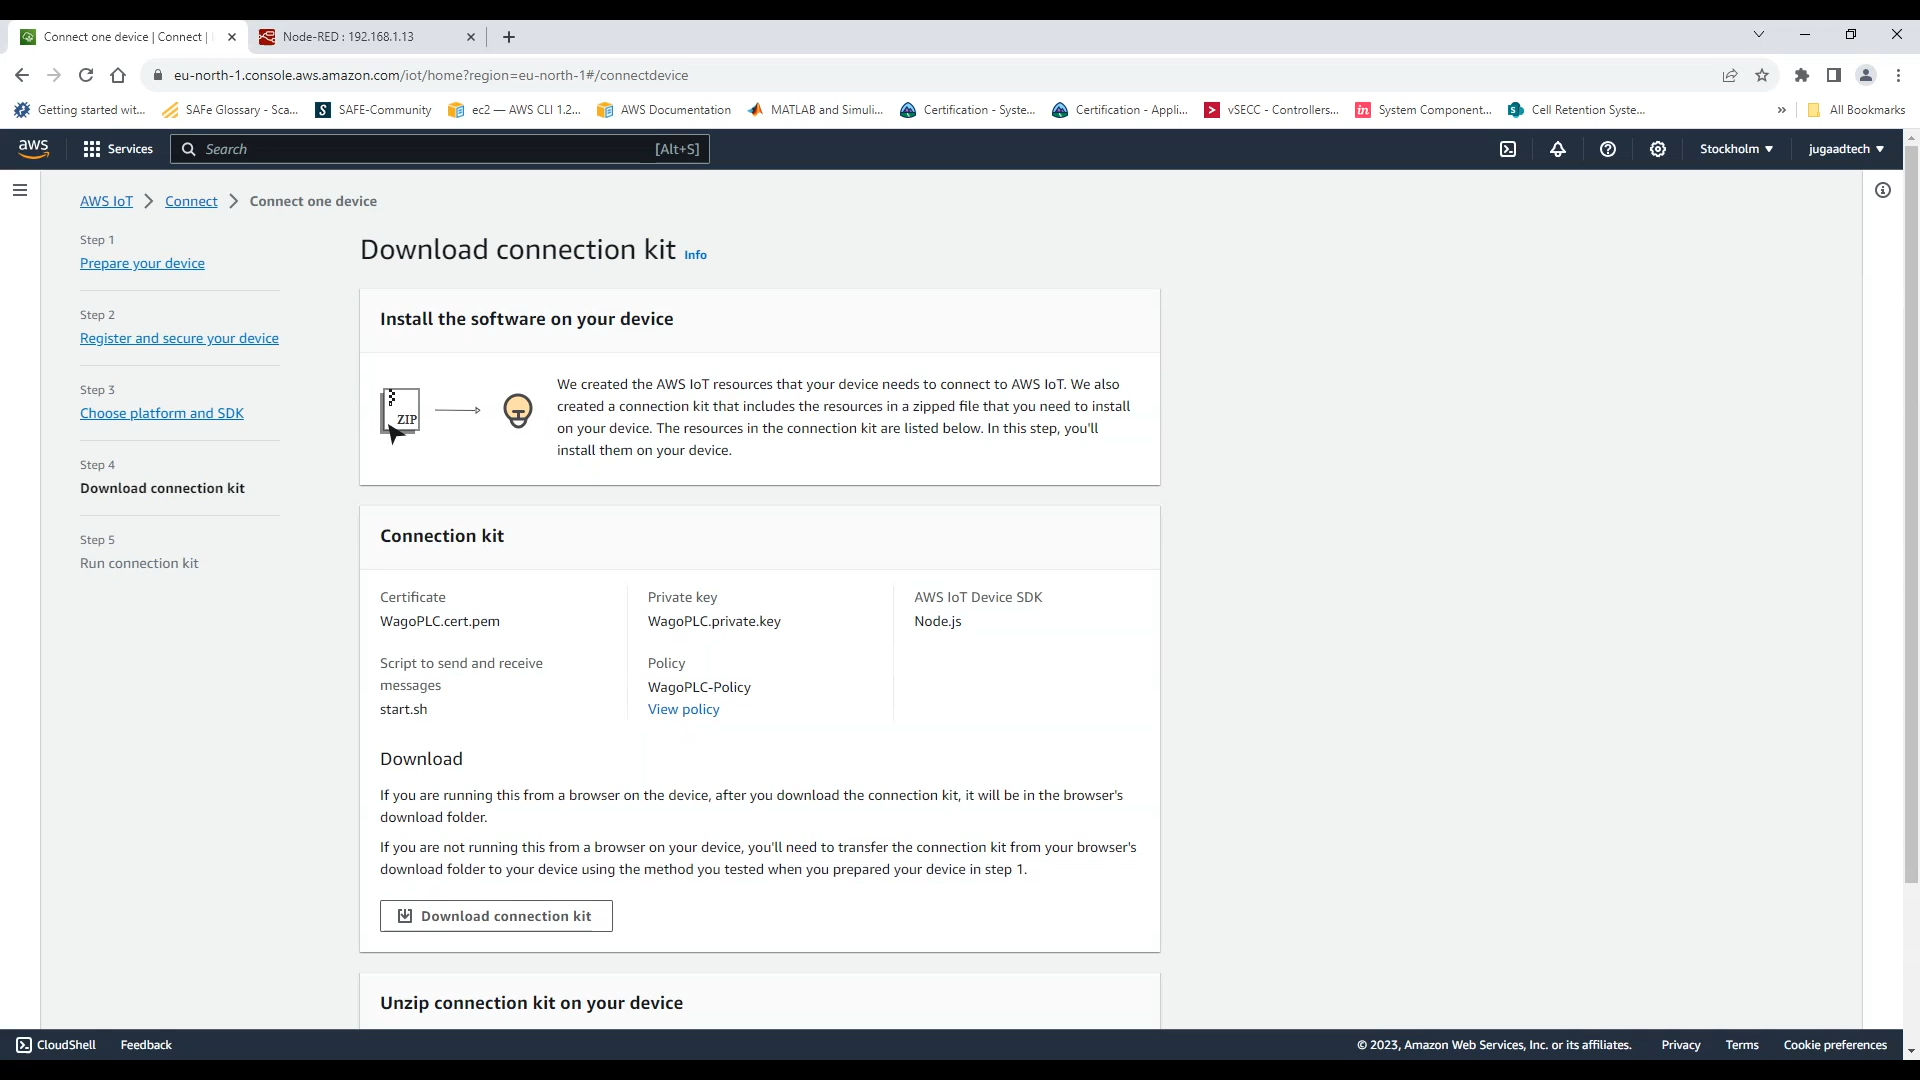 Connect one device | Connect |
Node-RED : 192.168.1.13
eu-north-1.console.aws.amazon.com/iot/home?region=eu-north-1#/connectdevice
Getting started wit...
SAFe Glossary - Sca...
SAFE-Community
ec2 — AWS CLI 1.2...
AWS Documentation
MATLAB and Simuli...
Certification - Syste...
Certification - Appli...
vSECC - Controllers...
System Component...
Cell Retention Syste...
»
All Bookmarks
aws
Services
Search
[Alt+S]
Stockholm
jugaadtech
AWS IoT
Connect
Connect one device
Step 1
Prepare your device
Step 2
Register and secure your device
Step 3
Choose platform and SDK
Step 4
Download connection kit
Step 5
Run connection kit
Download connection kit Info
Install the software on your device
ZIP
We created the AWS IoT resources that your device needs to connect to AWS IoT. We also
created a connection kit that includes the resources in a zipped file that you need to install
on your device. The resources in the connection kit are listed below. In this step, you'll
install them on your device.
Connection kit
Certificate
WagoPLC.cert.pem
Script to send and receive
messages
start.sh
Private key
WagoPLC.private.key
Policy
WagoPLC-Policy
View policy
AWS IoT Device SDK
Node.js
Download
If you are running this from a browser on the device, after you download the connection kit, it will be in the browser's
download folder.
If you are not running this from a browser on your device, you'll need to transfer the connection kit from your browser's
download folder to your device using the method you tested when you prepared your device in step 1.
Download connection kit
Unzip connection kit on your device
CloudShell
Feedback
© 2023, Amazon Web Services, Inc. or its affiliates.
Privacy
Terms
Cookie preferences